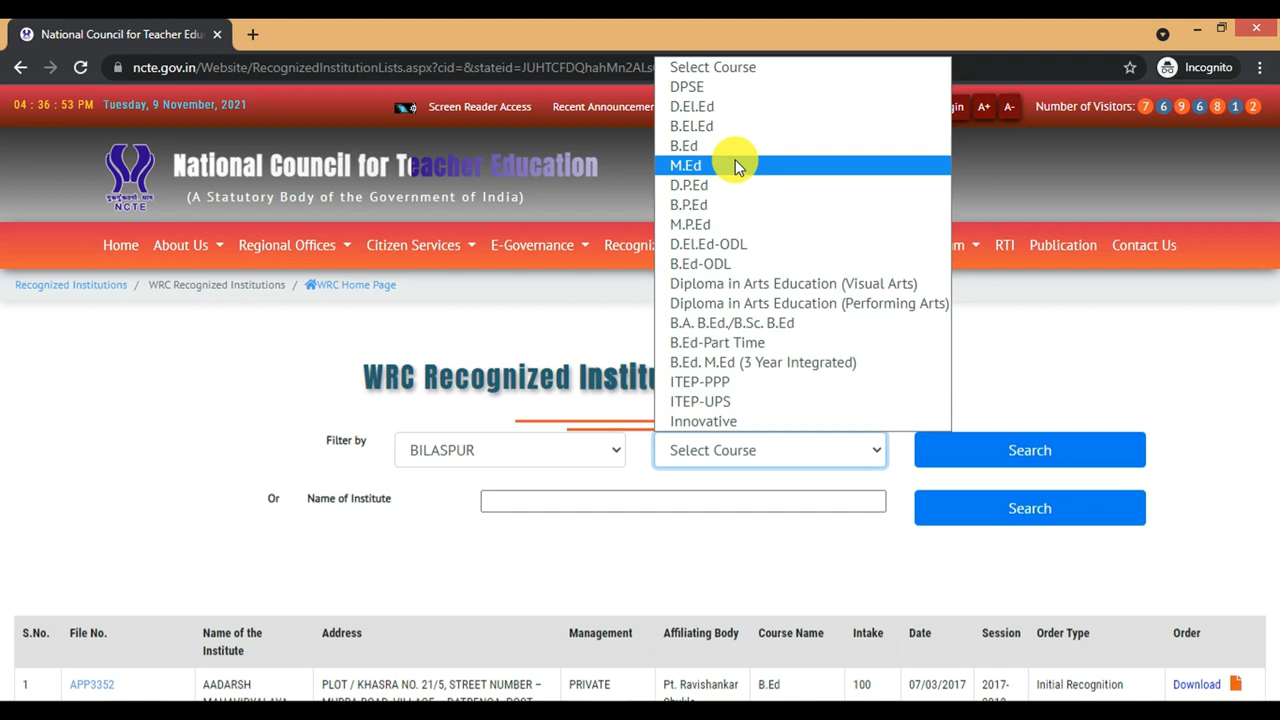 National Council for Teacher Edu
ncte.gov.in/Website/RecognizedInstitutionLists.aspx?cid=&stateid=JUHTCFDQhahMn2ALs
Incognito
04 : 36 : 53 PM Tuesday, 9 November, 2021
Screen Reader Access
Recent Announcemen
gin
A+
A-
Number of Visitors: 7 6 9 6 8 1 2
National Council for Teacher Education
(A Statutory Body of the Government of India)
NCTE
Home
About Us
Regional Offices
Citizen Services
E-Governance
Recogni
m
RTI
Publication
Contact Us
Recognized Institutions / WRC Recognized Institutions / WRC Home Page
Select Course
DPSE
D.El.Ed
B.El.Ed
B.Ed
M.Ed
D.P.Ed
B.P.Ed
M.P.Ed
D.El.Ed-ODL
B.Ed-ODL
Diploma in Arts Education (Visual Arts)
Diploma in Arts Education (Performing Arts)
B.A. B.Ed./B.Sc. B.Ed
B.Ed-Part Time
B.Ed. M.Ed (3 Year Integrated)
ITEP-PPP
ITEP-UPS
Innovative
WRC Recognized Institu
Filter by
BILASPUR
Select Course
Search
Or
Name of Institute
Search
S.No.
File No.
Name of the
Institute
Address
Management
Affiliating Body
Course Name
Intake
Date
Session
Order Type
Order
1
APP3352
AADARSH
PLOT / KHASRA NO. 21/5, STREET NUMBER –
PRIVATE
Pt. Ravishankar
B.Ed
100
07/03/2017
2017-
Initial Recognition
Download